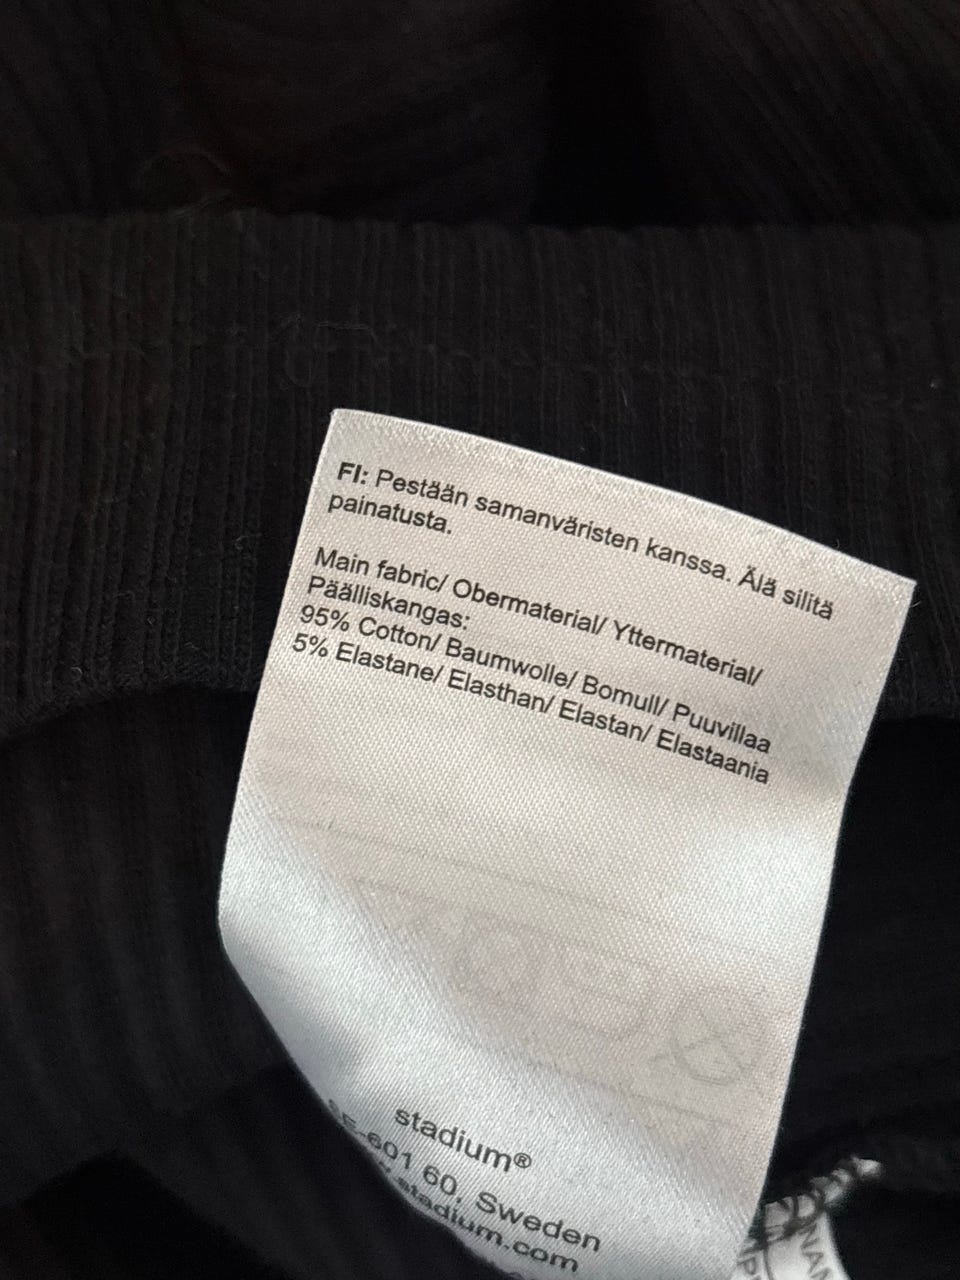 FI: Pestään samanväristen kanssa. Älä silitä
painatusta.
Main fabric/ Obermaterial/ Yttermaterial/
Päälliskangas:
95% Cotton/ Baumwolle/ Bomull/ Puuvillaa
5% Elastane/ Elasthan/ Elastan/ Elastaania
stadium®
SE-601 60, Sweden
stadium.com